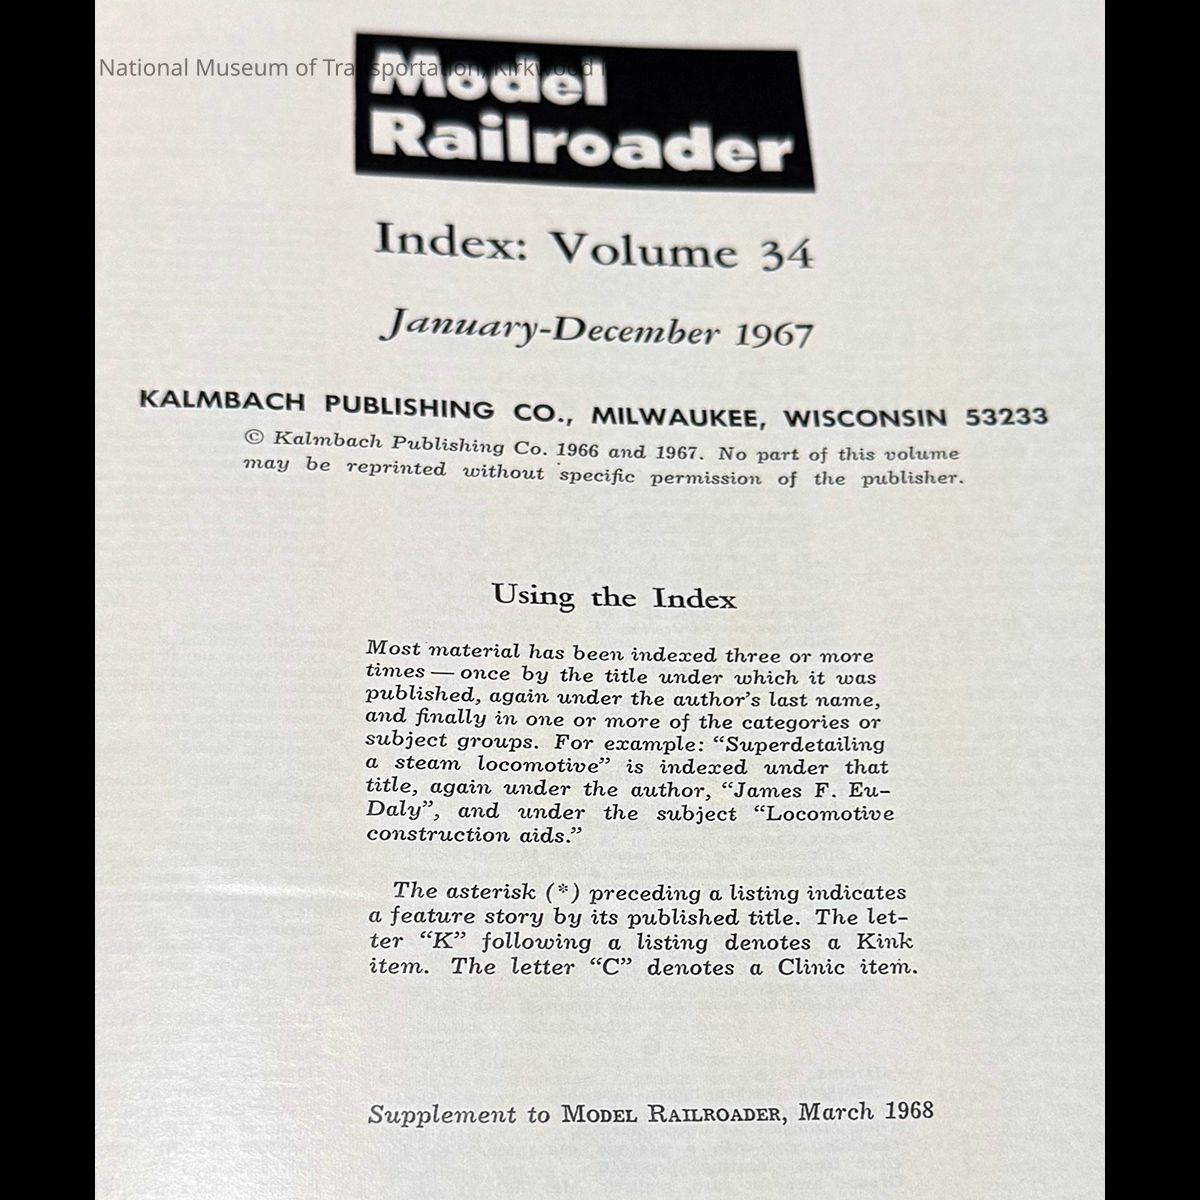 National Museum of Transportation, Kirkwood
Model
Railroader
Index: Volume 34
January-December 1967
KALMBACH PUBLISHING CO., MILWAUKEE, WISCONSIN 53233
© Kalmbach Publishing Co. 1966 and 1967. No part of this volume
may be reprinted without specific permission of the publisher.
Using the Index
Most material has been indexed three or more
times — once by the title under which it was
published, again under the author's last name,
and finally in one or more of the categories or
subject groups. For example: “Superdetailing
a steam locomotive” is indexed under that
title, again under the author, “James F. Eu-
Daly”, and under the subject “Locomotive
construction aids.”
The asterisk (*) preceding a listing indicates
a feature story by its published title. The let-
ter “K” following a listing denotes a Kink
item. The letter “C” denotes a Clinic item.
Supplement to MODEL RAILROADER, March 1968